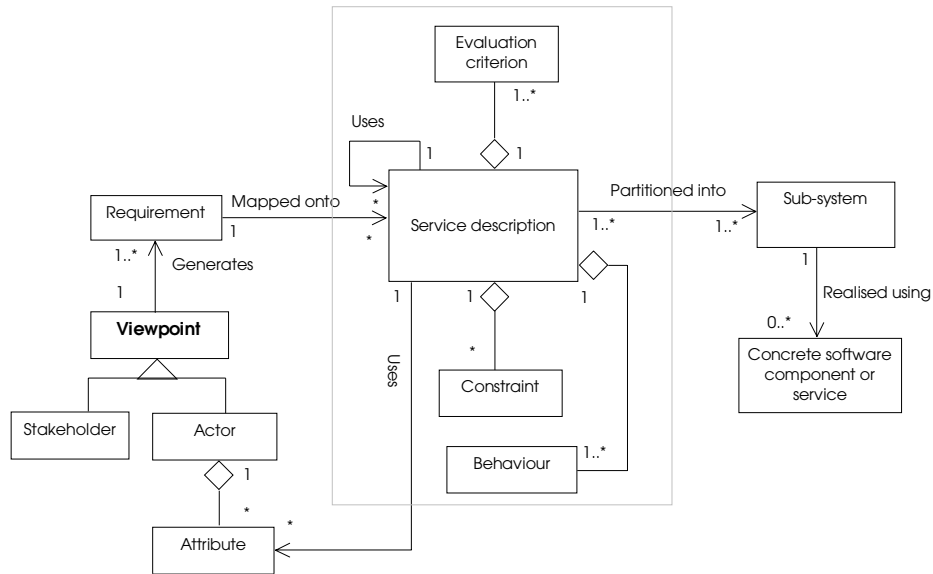 Evaluation
criterion
1..*
Uses
1
1
Partitioned into
Sub-system
Requirement
Mapped onto
*
Service description
1..*
1..*
1
*
1..*
Generates
1
1
1
1
1
Realised using
Viewpoint
Uses
*
0..*
Constraint
Concrete software
component or
service
Stakeholder
Actor
1..*
Behaviour
1
*
*
Attribute